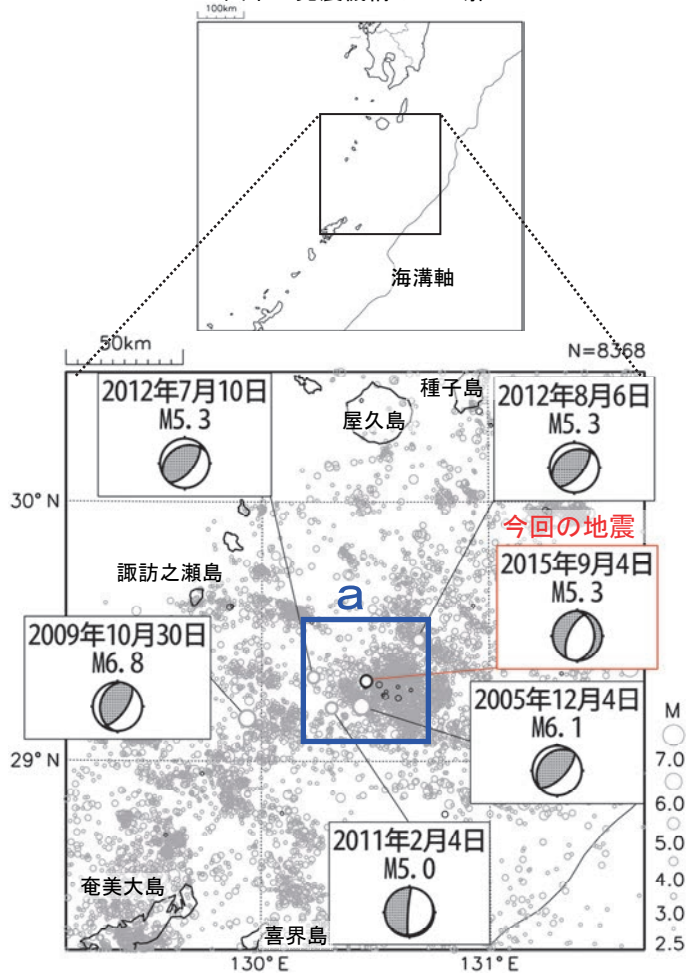 100km
海溝軸
50km
N=8368
2012年7月10日
M5.3
種子島
屋久島
2012年8月6日
M5.3
30°N
今回の地震
2015年9月4日
M5.3
諏訪之瀬島
a
2009年10月30日
M6.8
2005年12月4日
M6.1
M
7.0
6.0
5.0
4.0
3.0
2.5
29°N
2011年2月4日
M5.0
奄美大島
喜界島
130°E
131°E